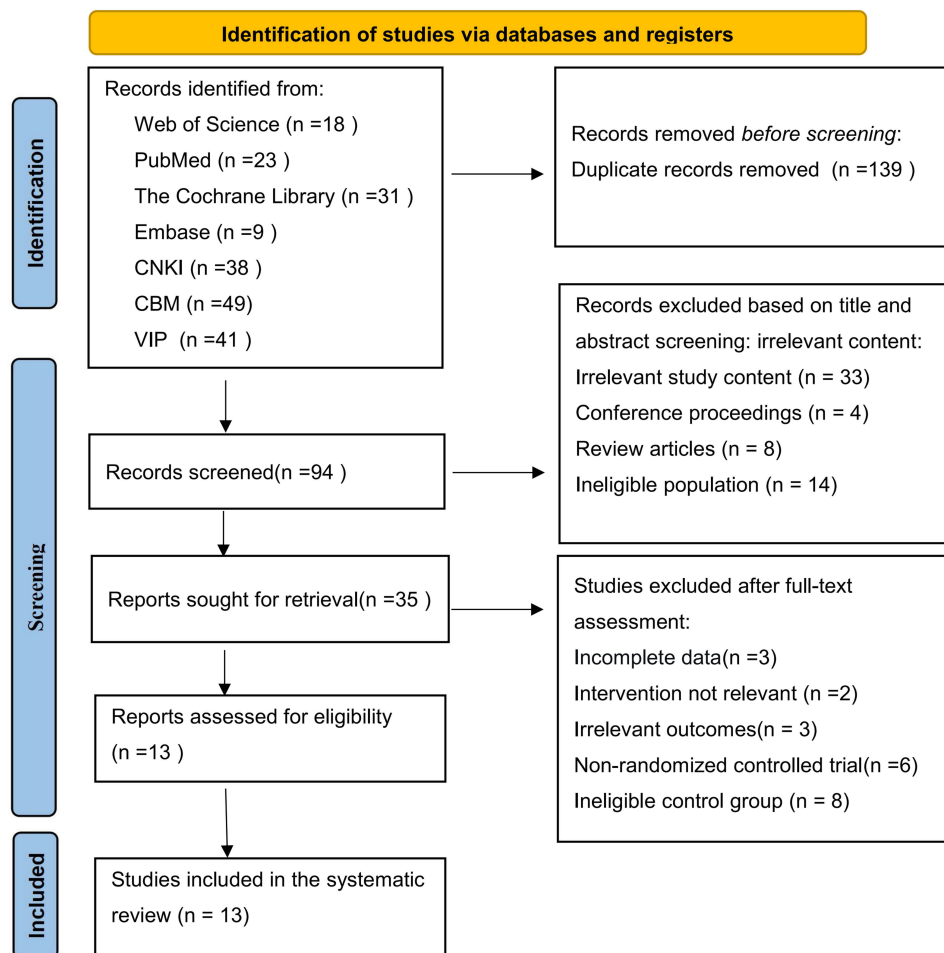 Identification of studies via databases and registers
Identification
Records identified from:
Web of Science (n =18 )
PubMed (n =23 )
The Cochrane Library (n =31 )
Embase (n =9 )
CNKI (n =38 )
CBM (n =49)
VIP (n =41 )
Records removed before screening:
Duplicate records removed (n =139 )
Screening
Records screened(n =94 )
Records excluded based on title and
abstract screening: irrelevant content:
Irrelevant study content (n = 33)
Conference proceedings (n = 4)
Review articles (n = 8)
Ineligible population (n = 14)
Reports sought for retrieval(n =35 )
Studies excluded after full-text
assessment:
Incomplete data(n =3)
Intervention not relevant (n =2)
Irrelevant outcomes(n = 3)
Non-randomized controlled trial(n =6)
Ineligible control group (n = 8)
Reports assessed for eligibility
(n =13 )
Included
Studies included in the systematic
review (n = 13)